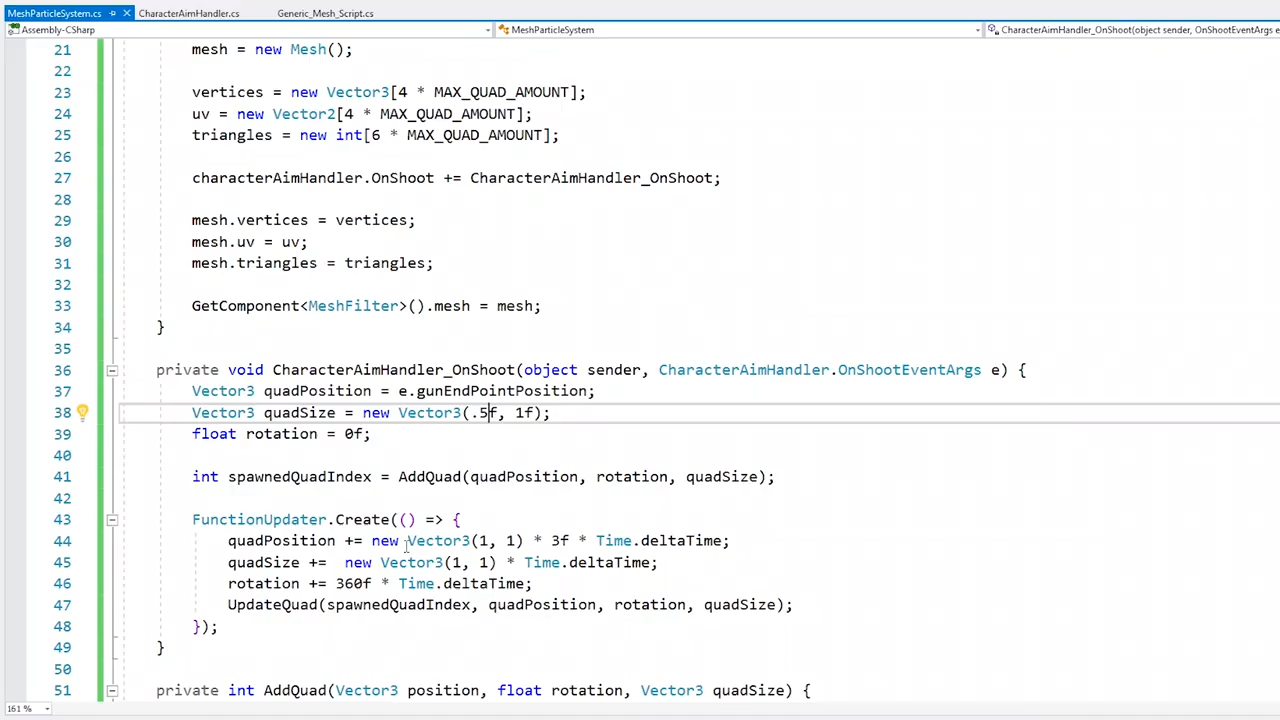 MeshParticleSystem.cs CharacterAimHandler.cs Generic_Mesh_Script.cs
Assembly-CSharp MeshParticleSystem CharacterAimHandler_OnShoot(object sender, OnShootEventArgs e
21 mesh = new Mesh();
22
23 vertices = new Vector3[4 * MAX_QUAD_AMOUNT];
24 uv = new Vector2[4 * MAX_QUAD_AMOUNT];
25 triangles = new int[6 * MAX_QUAD_AMOUNT];
26
27 characterAimHandler.OnShoot += CharacterAimHandler_OnShoot;
28
29 mesh.vertices = vertices;
30 mesh.uv = uv;
31 mesh.triangles = triangles;
32
33 GetComponent<MeshFilter>().mesh = mesh;
34 }
35
36 private void CharacterAimHandler_OnShoot(object sender, CharacterAimHandler.OnShootEventArgs e) {
37 Vector3 quadPosition = e.gunEndPointPosition;
38 Vector3 quadSize = new Vector3(.5f, 1f);
39 float rotation = 0f;
40
41 int spawnedQuadIndex = AddQuad(quadPosition, rotation, quadSize);
42
43 FunctionUpdater.Create(() => {
44 quadPosition += new Vector3(1, 1) * 3f * Time.deltaTime;
45 quadSize += new Vector3(1, 1) * Time.deltaTime;
46 rotation += 360f * Time.deltaTime;
47 UpdateQuad(spawnedQuadIndex, quadPosition, rotation, quadSize);
48 });
49 }
50
51 private int AddQuad(Vector3 position, float rotation, Vector3 quadSize) {
161 %